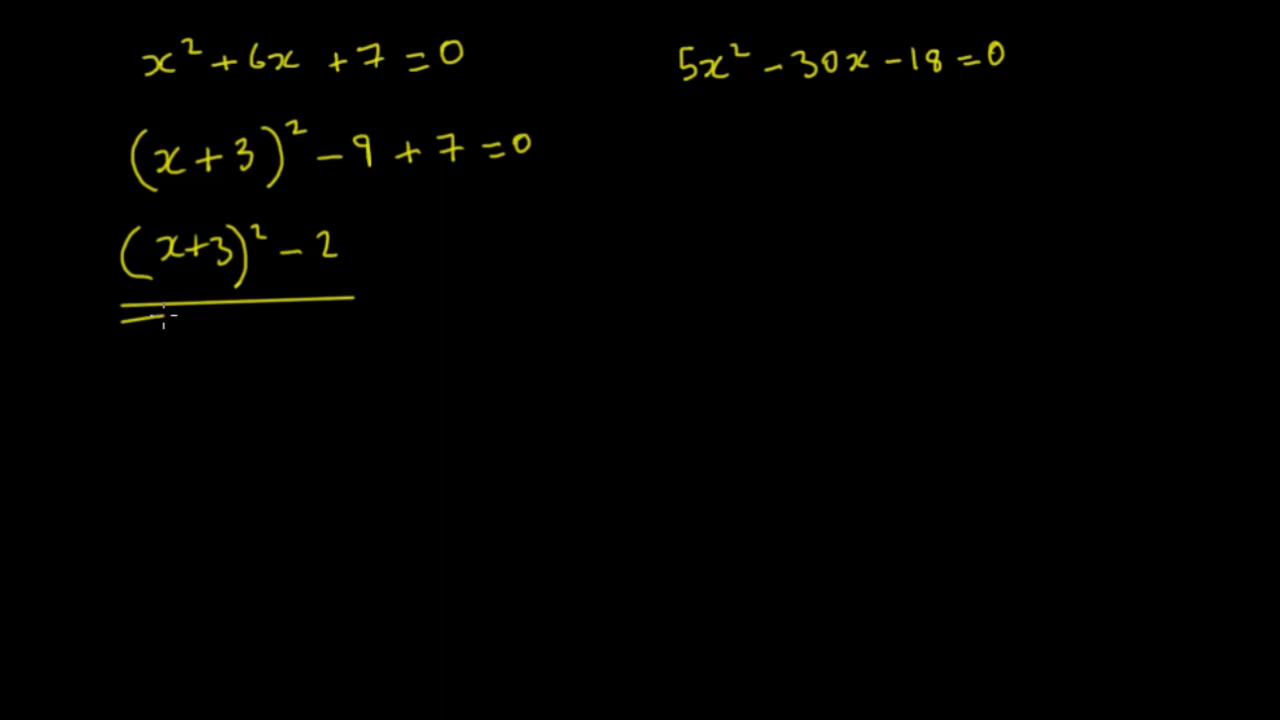 x² + 6x + 7 = 0
(x + 3)² - 9 + 7 = 0
(x+3)² - 2
5x² - 30x - 18 = 0